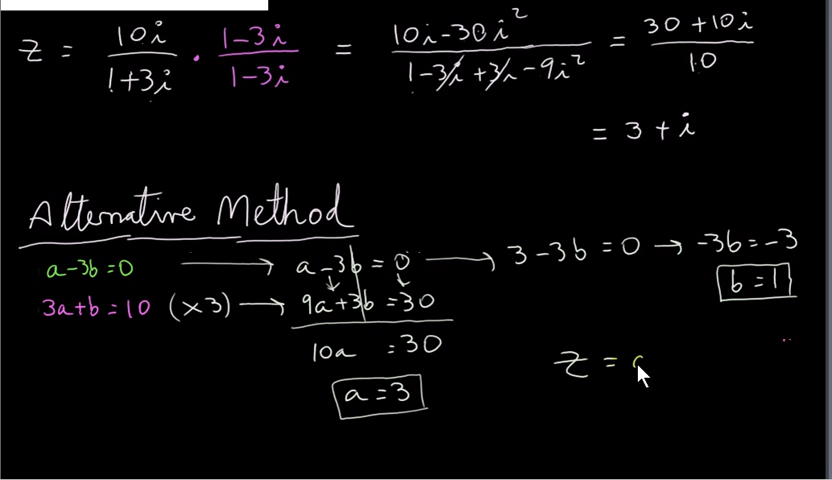 z = 10i/1+3i · 1-3i/1-3i = 10i-30i²/1-3i+3i-9i² = 30+10i/10
= 3+i
Alternative Method
a-3b=0 → a-3b=0 → 3-3b=0 → -3b=-3
3a+b=10 (×3) → 9a+3b=30 b=1
10a =30
a=3 z = a